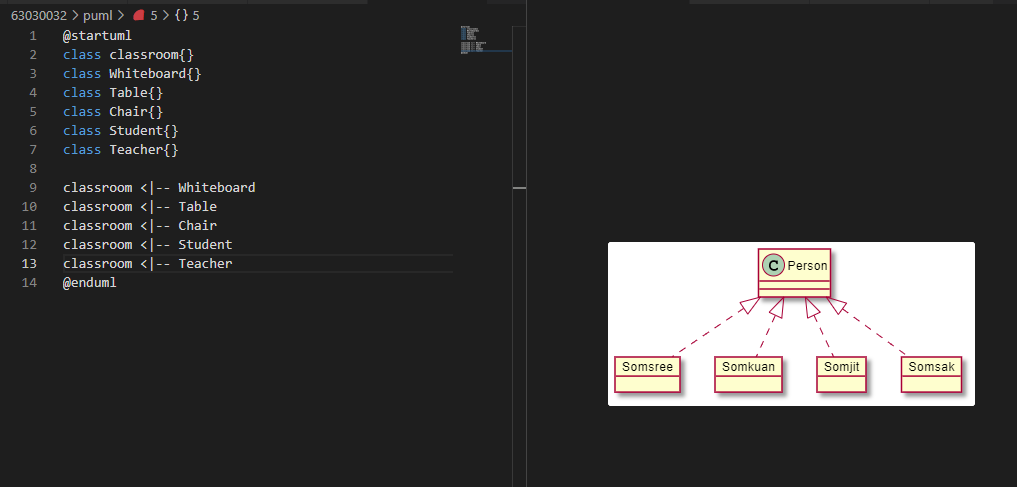 63030032 > puml > 5 > {} 5
1 @startuml
2 class classroom{}
3 class Whiteboard{}
4 class Table{}
5 class Chair{}
6 class Student{}
7 class Teacher{}
8
9 classroom <|-- Whiteboard
10 classroom <|-- Table
11 classroom <|-- Chair
12 classroom <|-- Student
13 classroom <|-- Teacher
14 @enduml
C Person
Somsree Somkuan Somjit Somsak